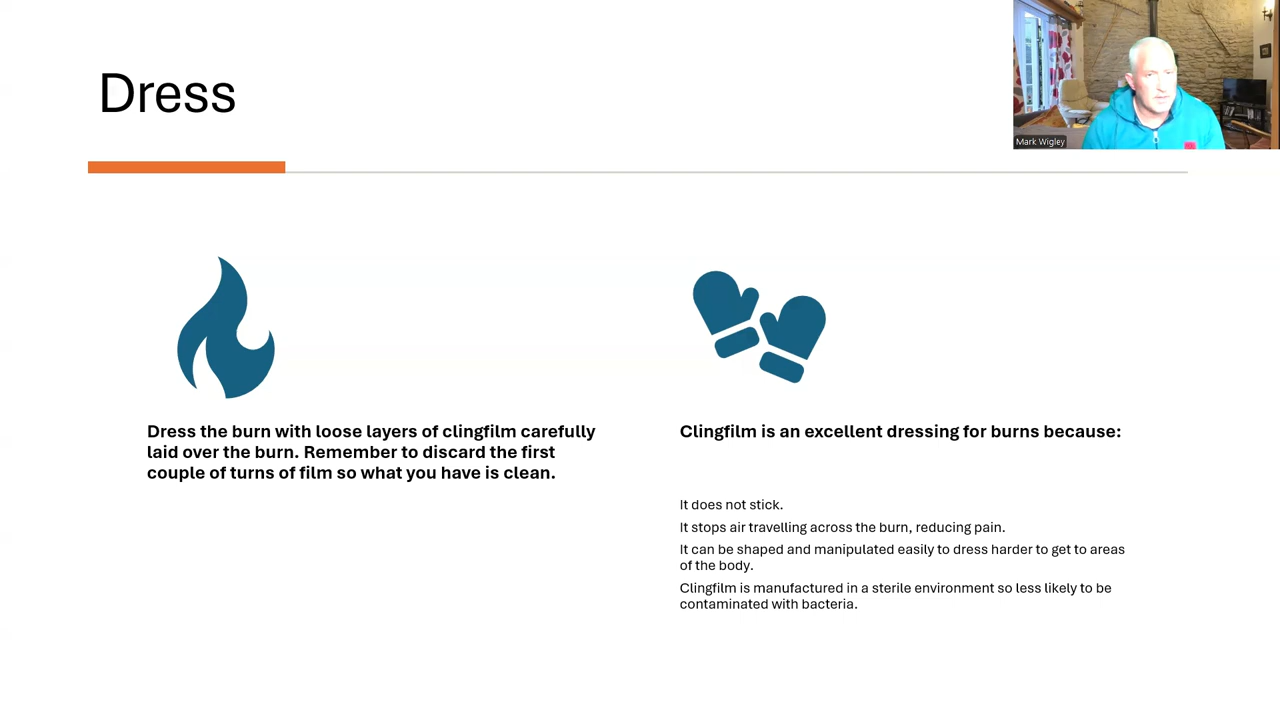 Dress
Mark Wigley
Dress the burn with loose layers of clingfilm carefully
laid over the burn. Remember to discard the first
couple of turns of film so what you have is clean.
Clingfilm is an excellent dressing for burns because:
It does not stick.
It stops air travelling across the burn, reducing pain.
It can be shaped and manipulated easily to dress harder to get to areas
of the body.
Clingfilm is manufactured in a sterile environment so less likely to be
contaminated with bacteria.